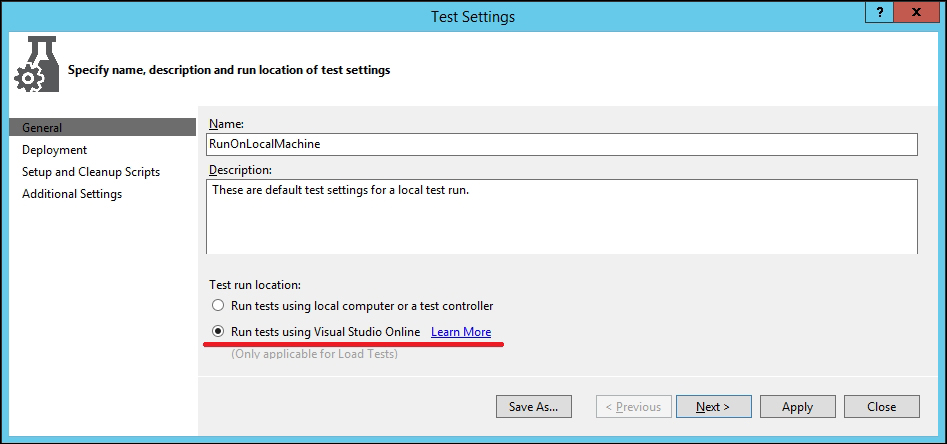 Test Settings
? x
Specify name, description and run location of test settings
General
Deployment
Setup and Cleanup Scripts
Additional Settings
Name:
RunOnLocalMachine
Description:
These are default test settings for a local test run.
Test run location:
Run tests using local computer or a test controller
Run tests using Visual Studio Online Learn More
(Only applicable for Load Tests)
Save As... < Previous Next > Apply Close